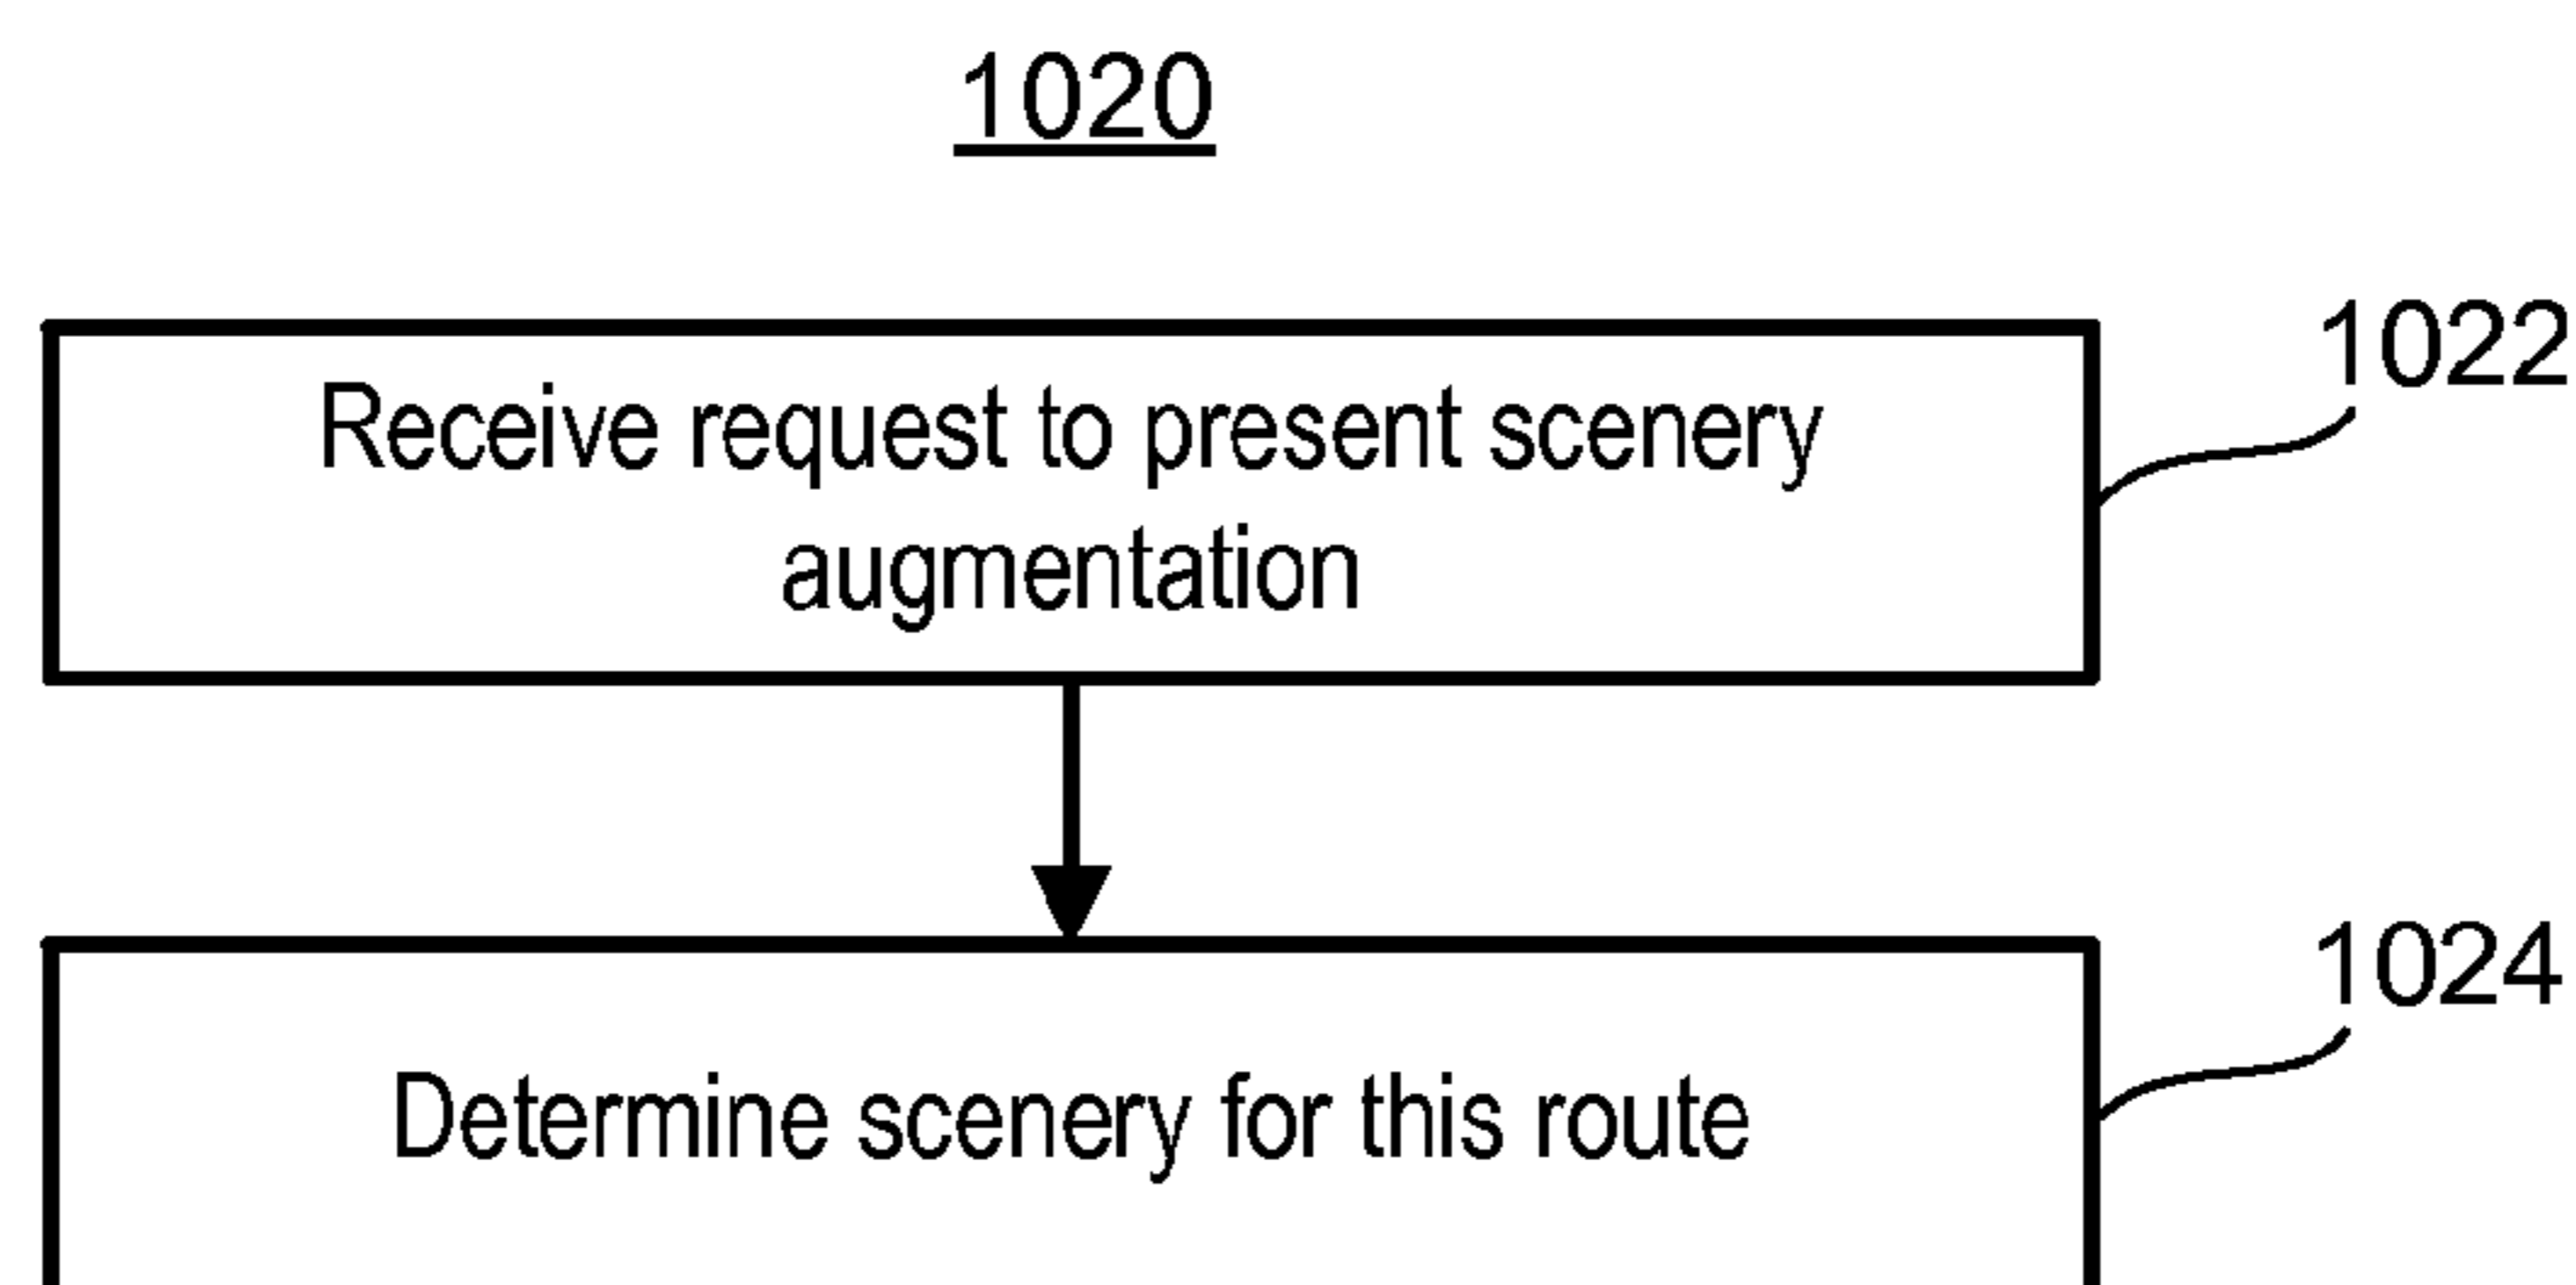 1020
1022
Receive request to present scenery
augmentation
1024
Determine scenery for this route